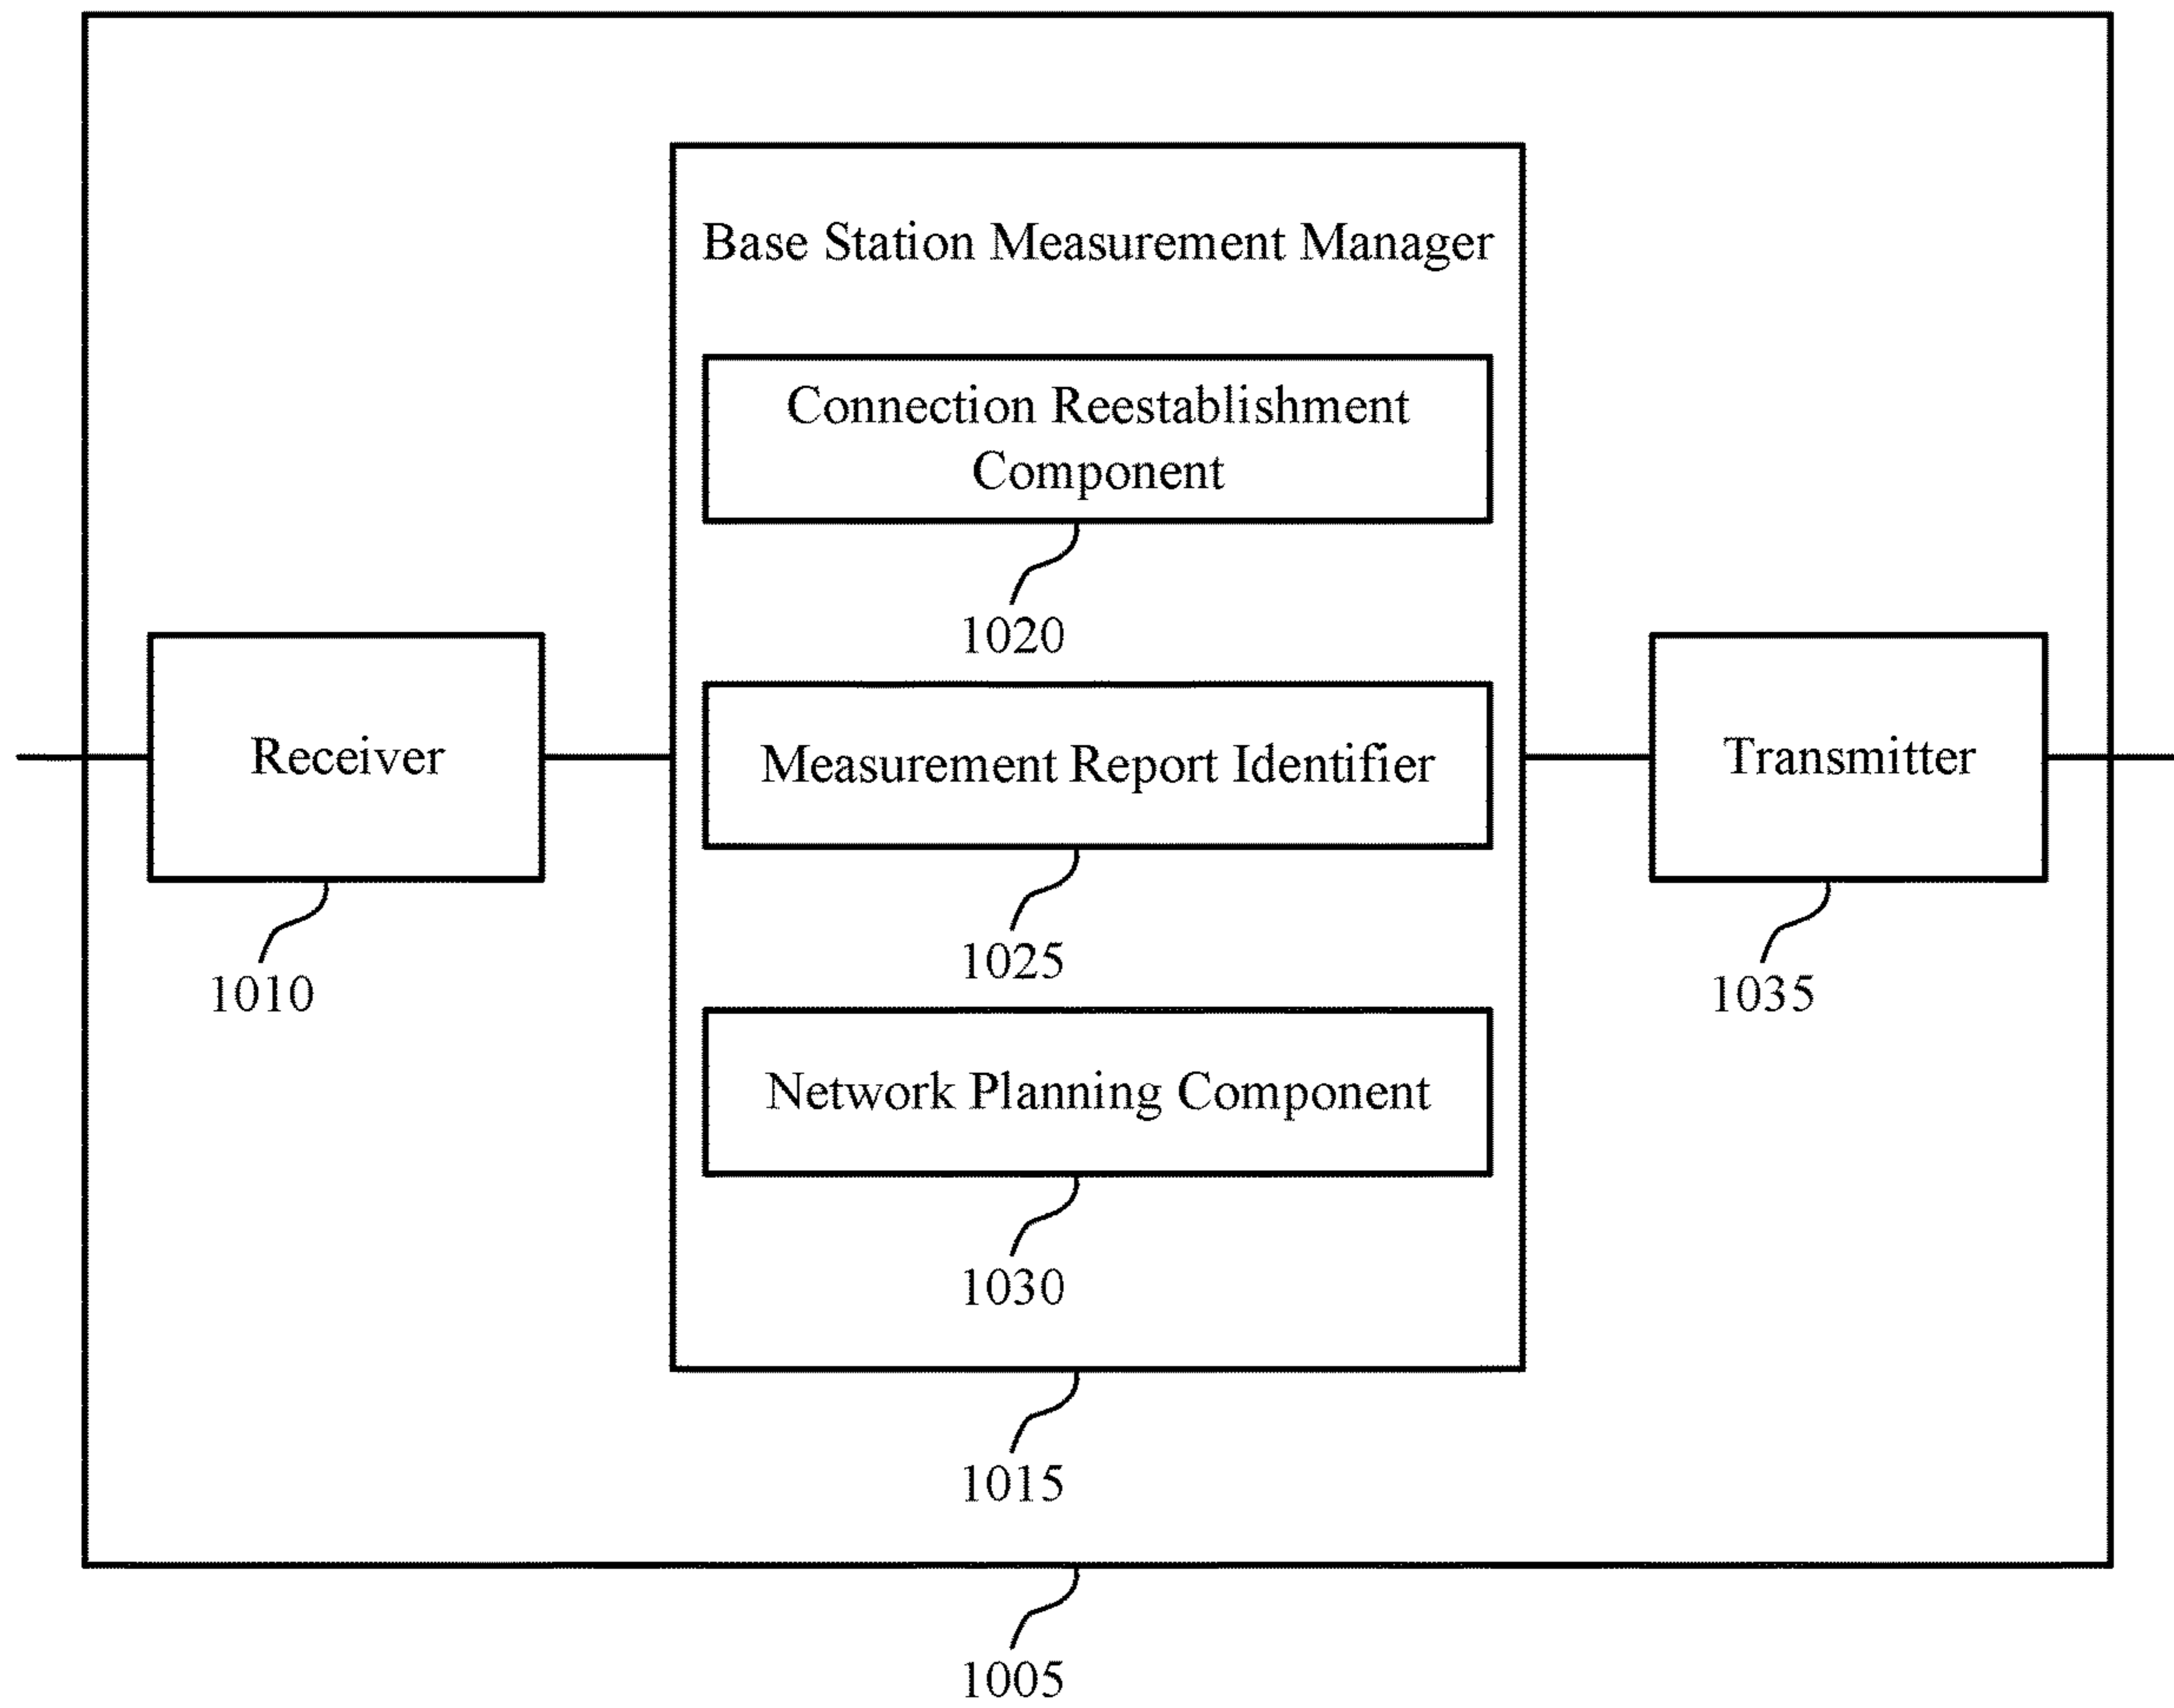 Base Station Measurement Manager
Connection Reestablishment
Component
1020
Receiver
1010
Measurement Report Identifier
1025
Transmitter
1035
Network Planning Component
1030
1015
1005